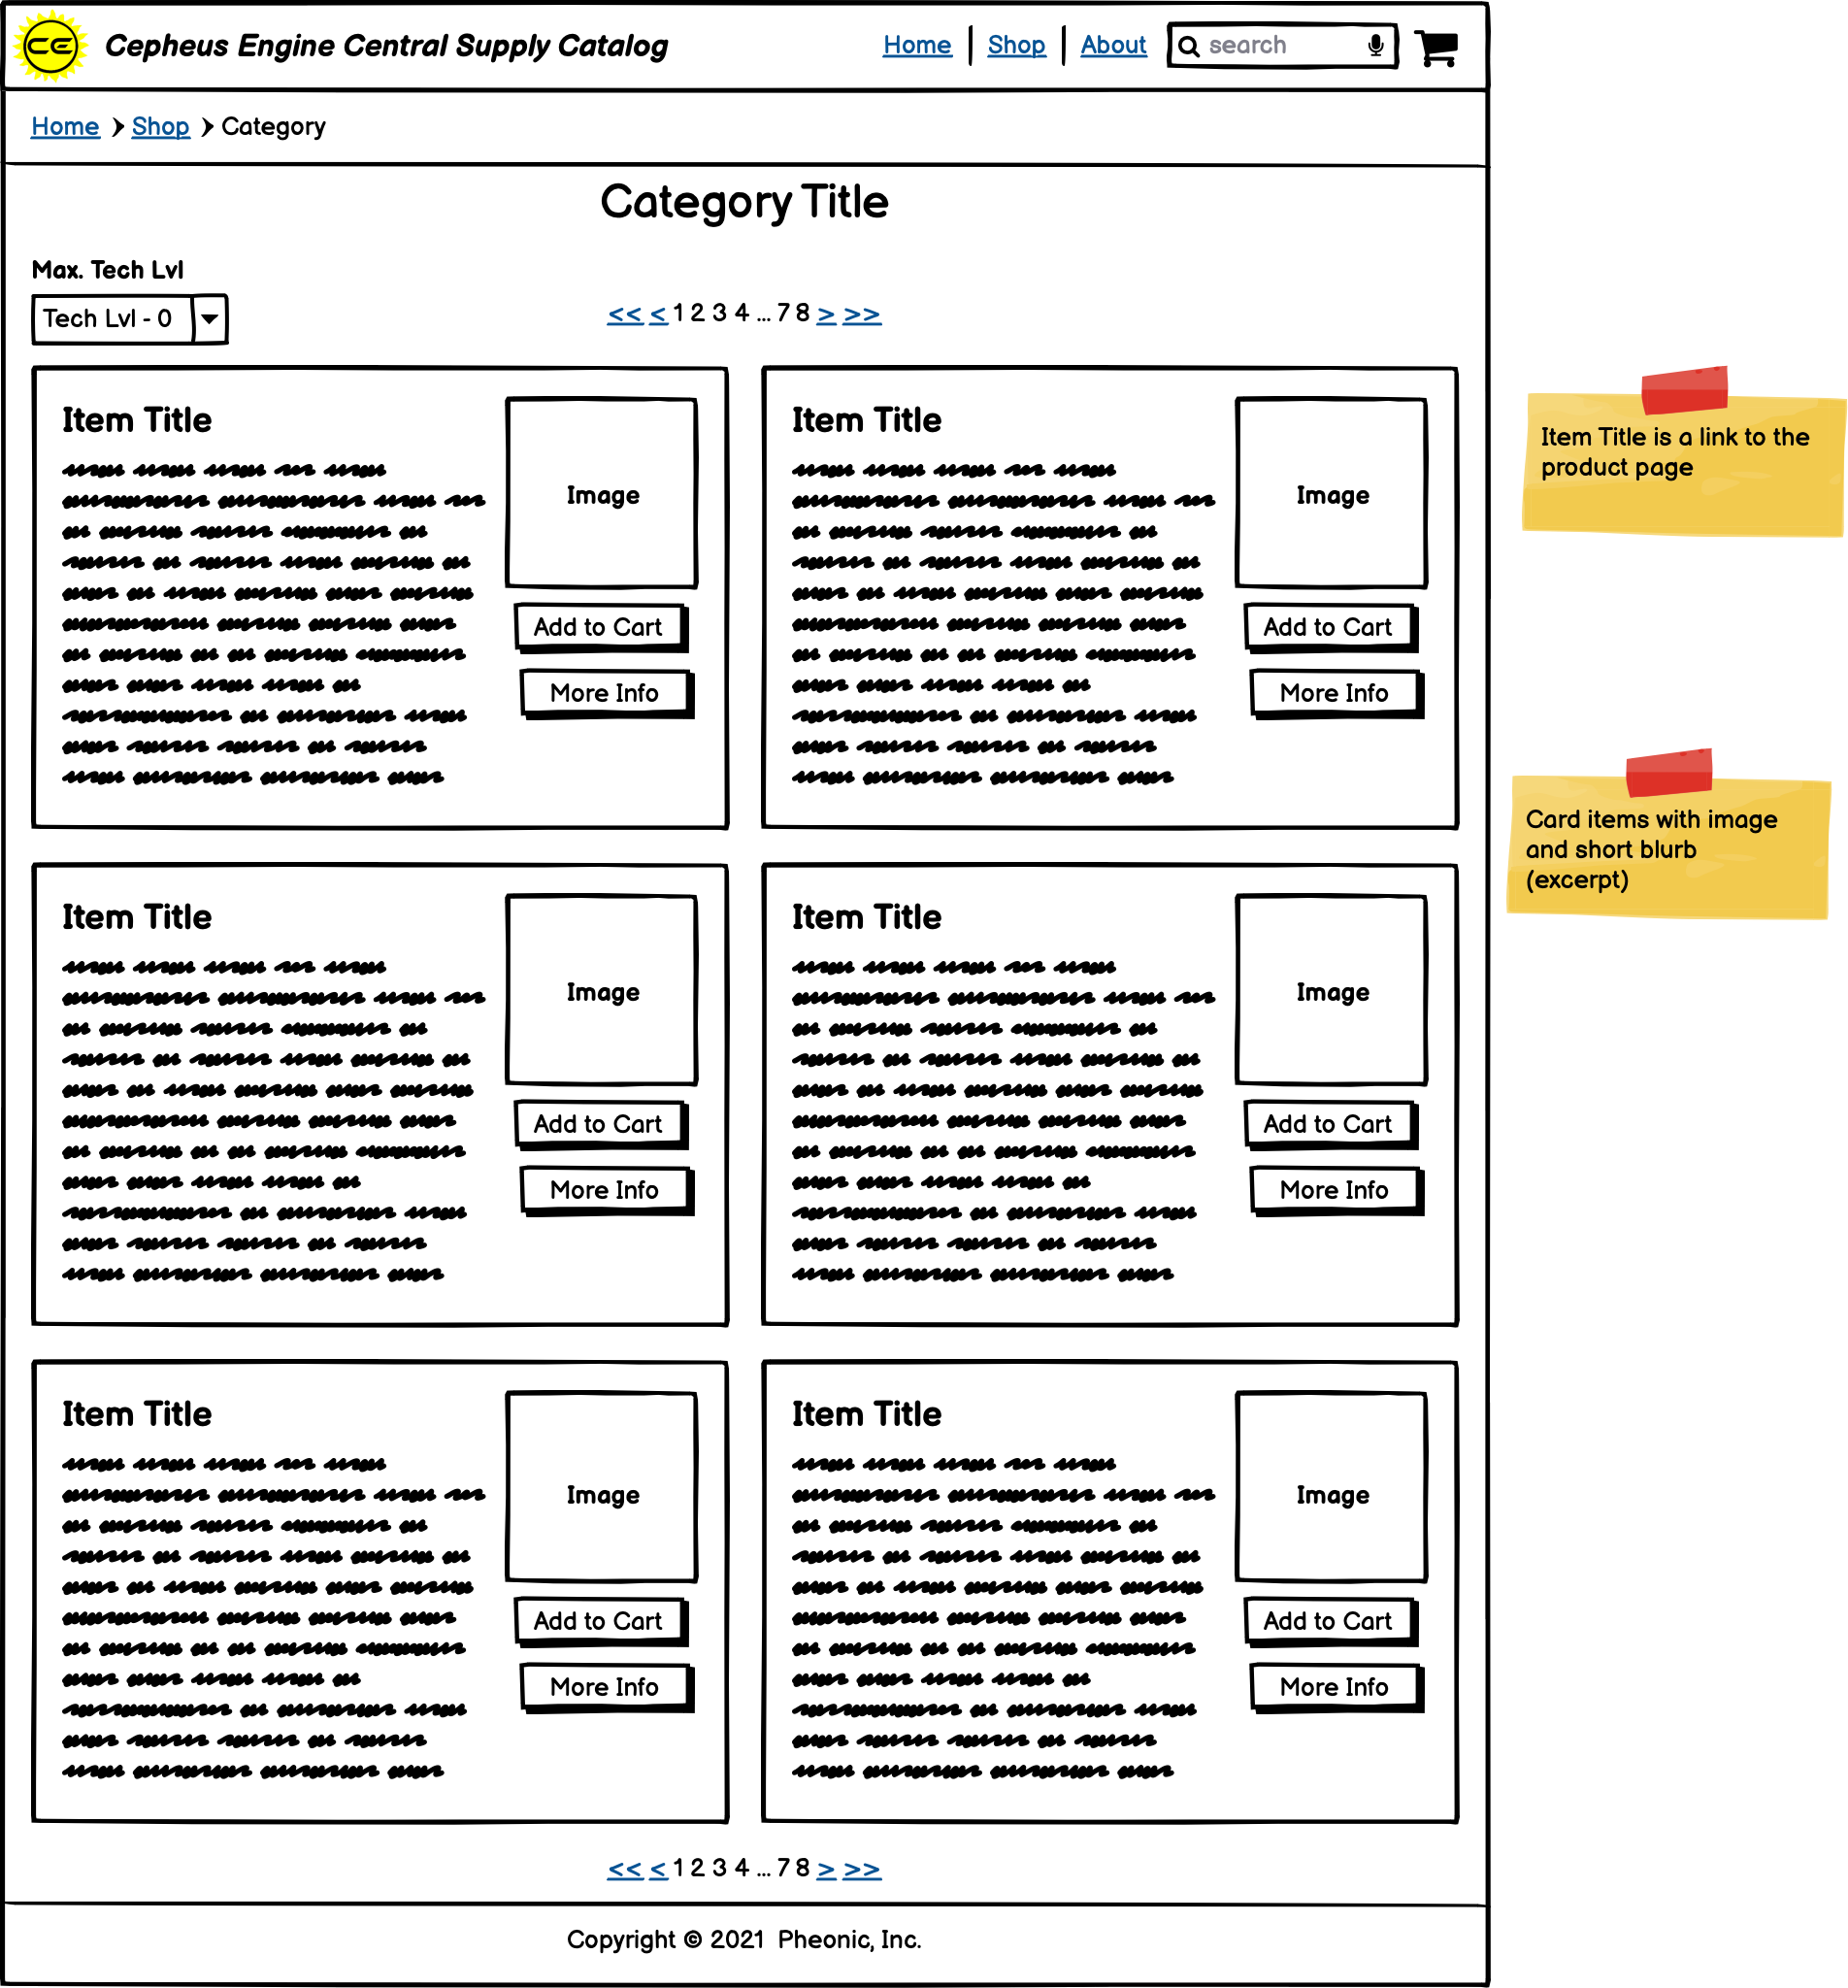 CE Cepheus Engine Central Supply Catalog Home Shop About search
Home Shop Category
Category Title
Max. Tech Lvl
Tech Lvl - 0
<< < 1 2 3 4 ... 7 8 > >>
Item Title
Image
Add to Cart
More Info
Item Title
Image
Add to Cart
More Info
Item Title is a link to the
product page
Card items with image
and short blurb
(excerpt)
Item Title
Image
Add to Cart
More Info
Item Title
Image
Add to Cart
More Info
Item Title
Image
Add to Cart
More Info
Item Title
Image
Add to Cart
More Info
<< < 1 2 3 4 ... 7 8 > >>
Copyright © 2021 Pheonic, Inc.